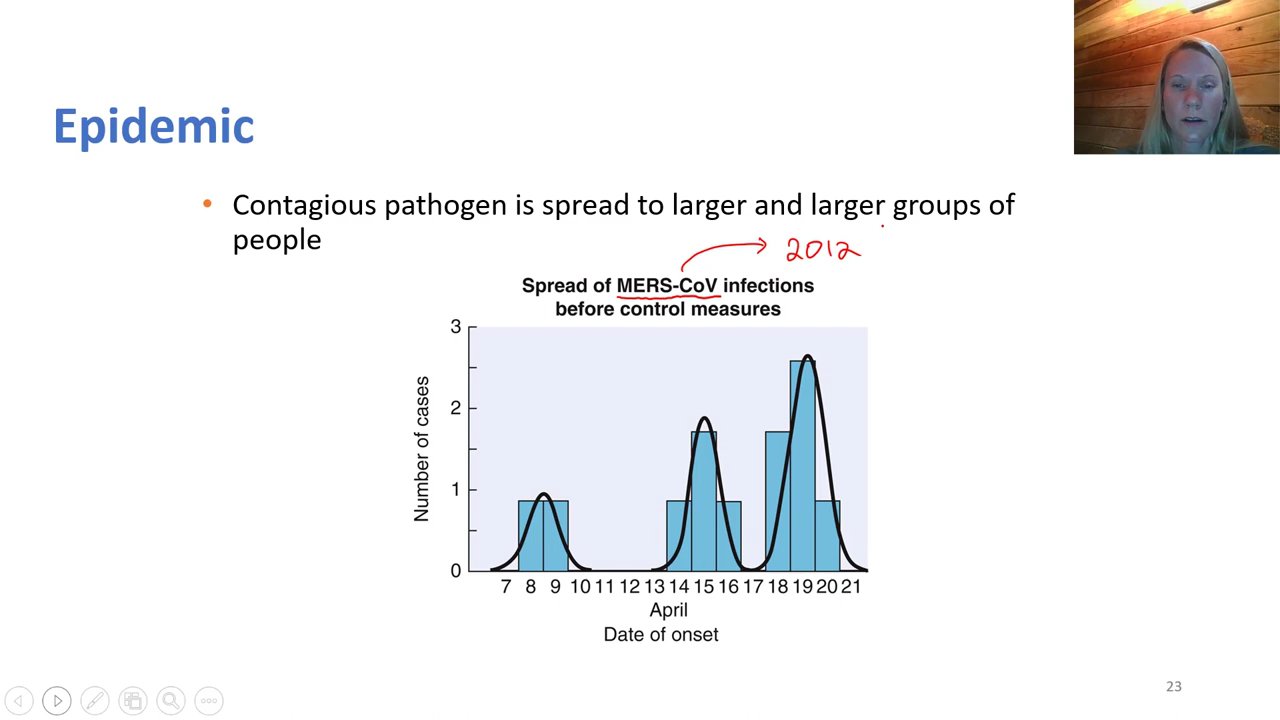 Epidemic
• Contagious pathogen is spread to larger and larger groups of
people
2012
Spread of MERS-CoV infections
before control measures
3
2
1
0
Number of cases
7 8 9 10 11 12 13 14 15 16 17 18 19 20 21
April
Date of onset
23